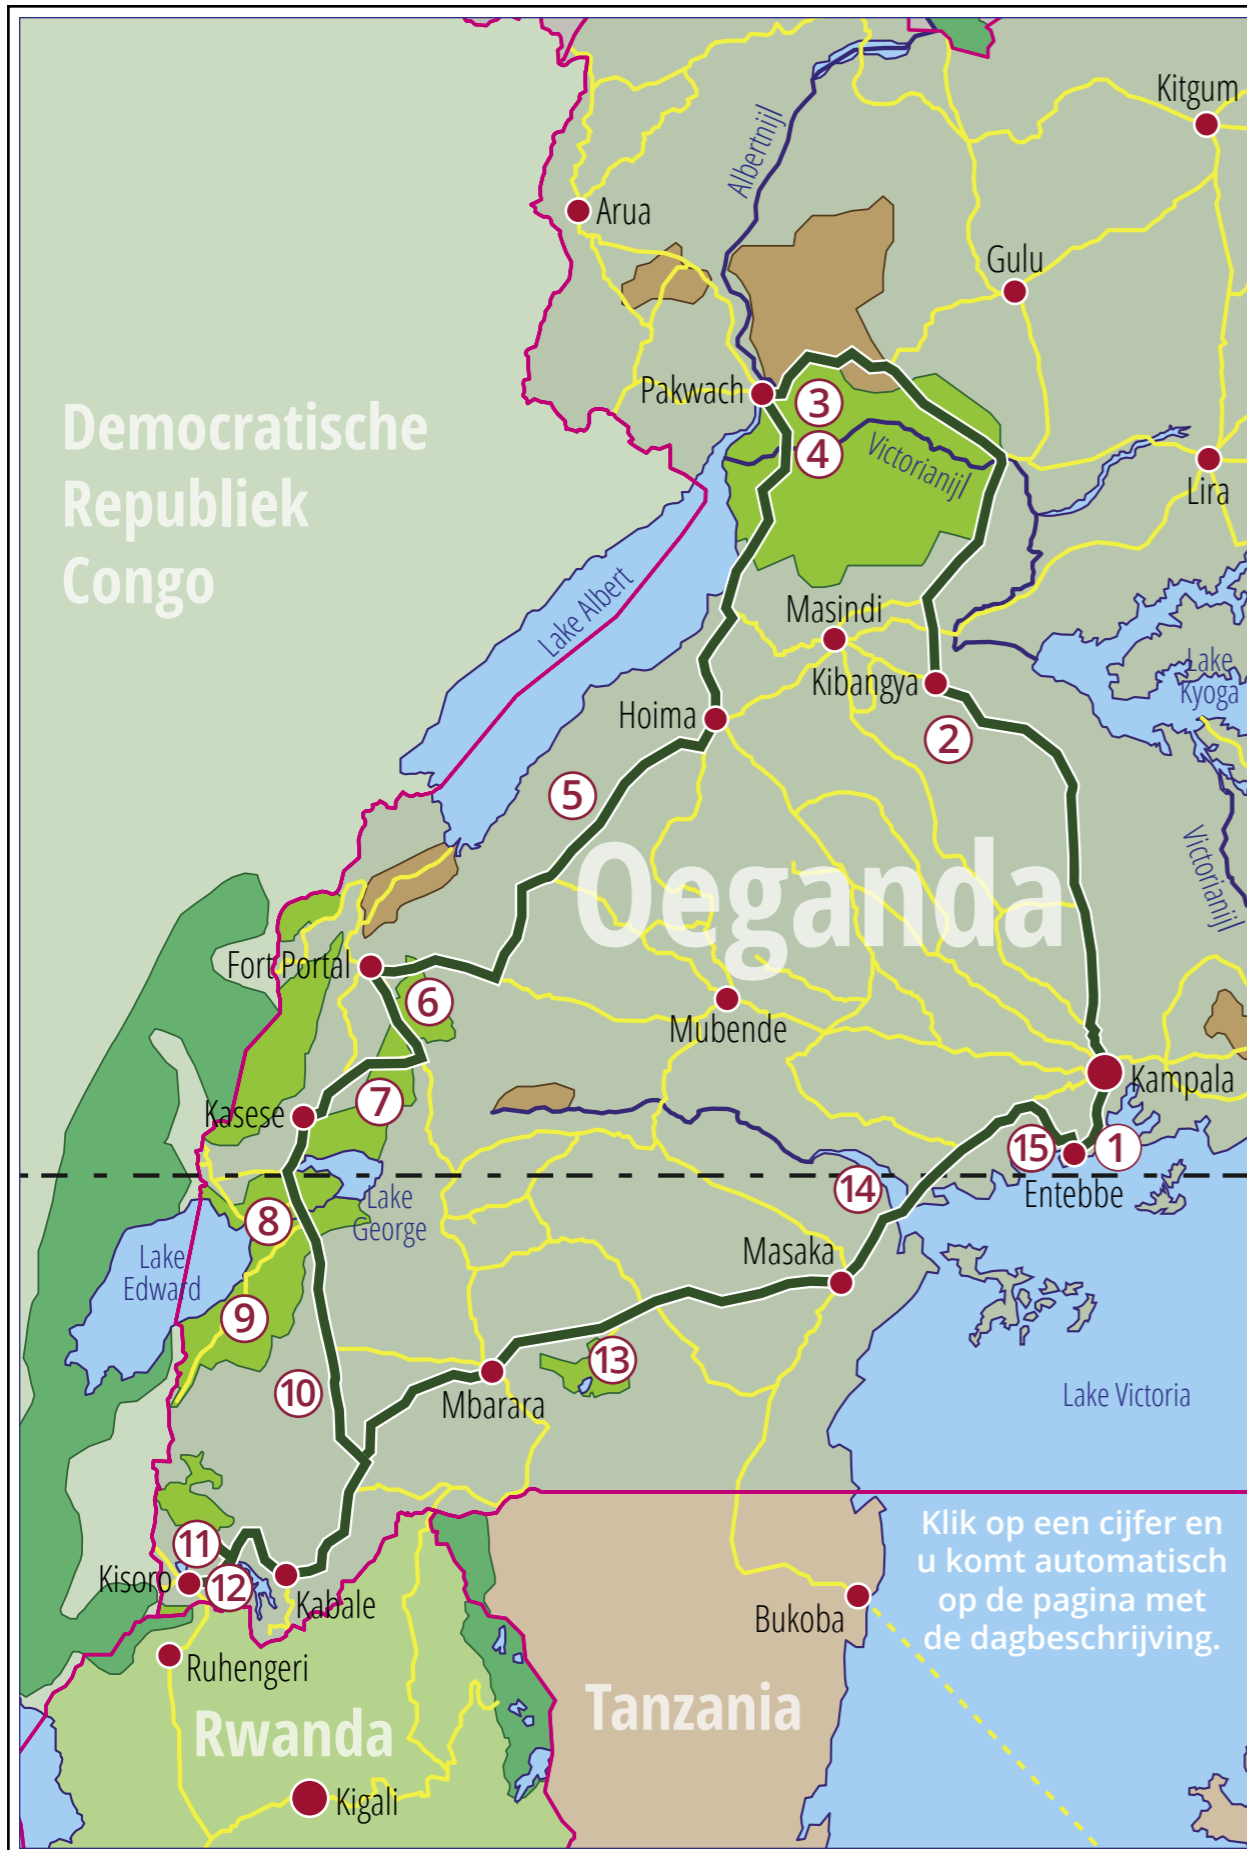 Kitgum
Albertnijl
Arua
Gulu
Pakwach
3
Democratische
Republiek
Congo
4
Victorianijl
Lira
Lake Albert
Masindi
Lake
Kyoga
Kibangya
Hoima
2
5
Oeganda
Victorianijl
Fort Portal
6
Mubende
Kampala
7
Kasese
15
1
14
Entebbe
Lake
George
8
Masaka
Lake
Edward
9
13
10
Mbarara
Lake Victoria
Klik op een cijfer en
u komt automatisch
op de pagina met
de dagbeschrijving.
11
Kisoro
12
Kabale
Bukoba
Ruhengeri
Tanzania
Rwanda
Kigali